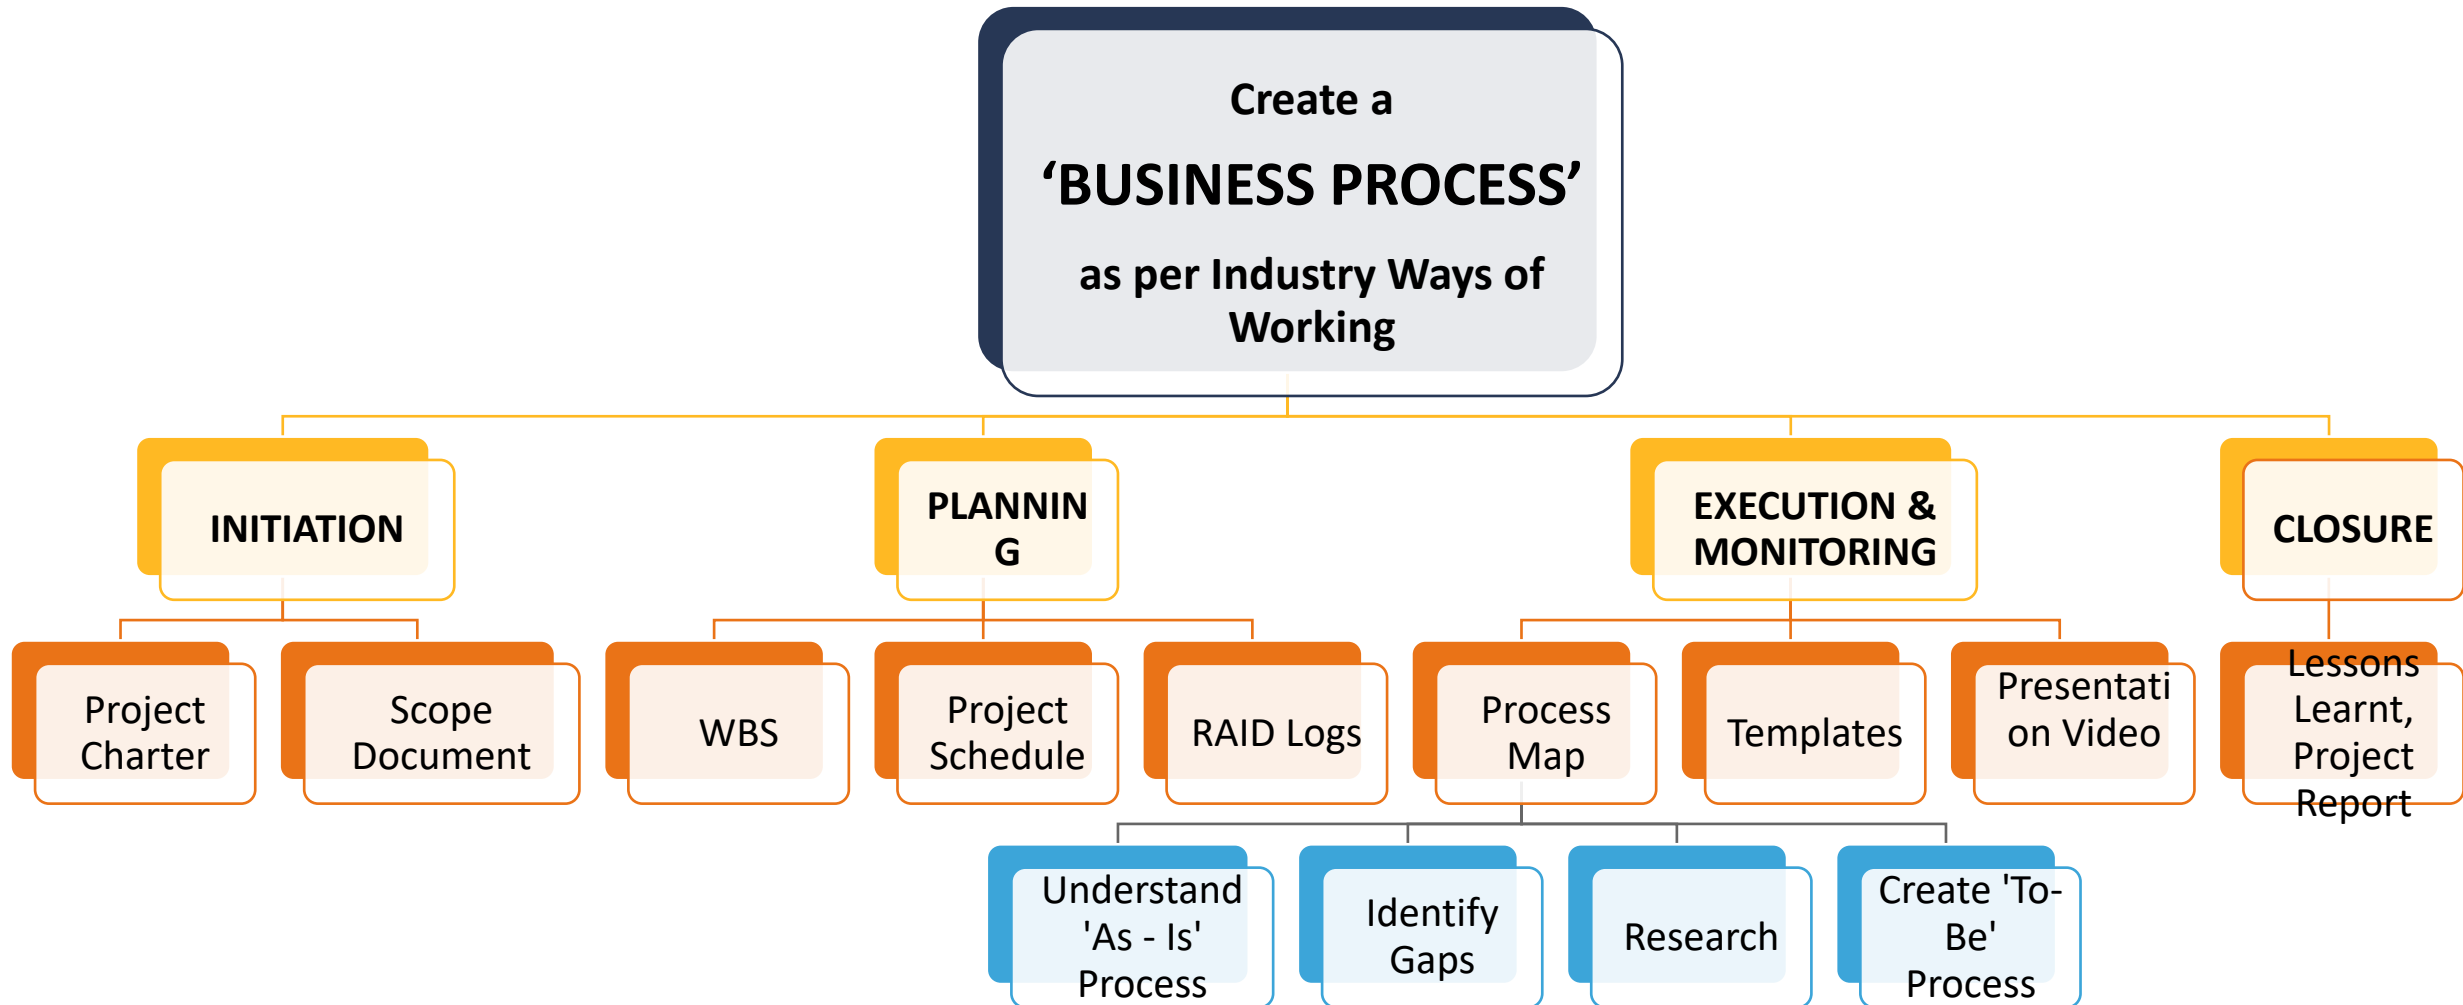 Create a
‘BUSINESS PROCESS’
as per Industry Ways of
Working
INITIATION
PLANNIN
G
EXECUTION &
MONITORING
CLOSURE
Project
Charter
Scope
Document
WBS
Project
Schedule
RAID Logs
Process
Map
Templates
Presentati
on Video
Lessons
Learnt,
Project
Report
Understand
'As - Is'
Process
Identify
Gaps
Research
Create 'To-
Be'
Process